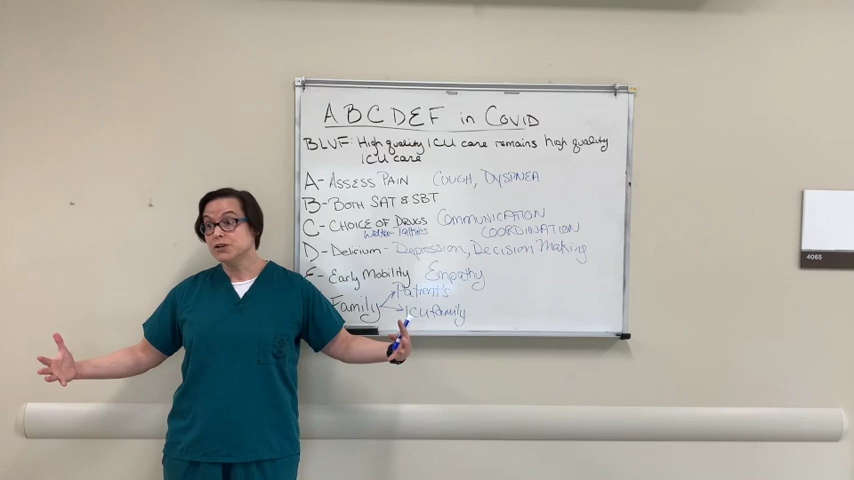 ABCDEF in COVID
BLUF: High quality ICU care remains high quality
ICU care
A- ASSESS PAIN COUGH, DYSPNEA
B- BOTH SAT & SBT
C- CHOICE OF DRUGS COMMUNICATION
COORDINATION
D- Delirium - Depression, Decision Making
E- Early Mobility Empathy
Family Patient's
ICU family
4065